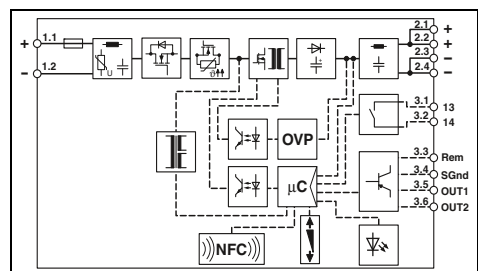 2.1 +
+ 1.1 2.2 +
2.3 −
− 1.2 2.4 −
U
ϑ
3.1 13
3.2 14
OVP
3.3 Rem
3.4 SGnd
µC
3.5 OUT1
3.6 OUT2
NFC